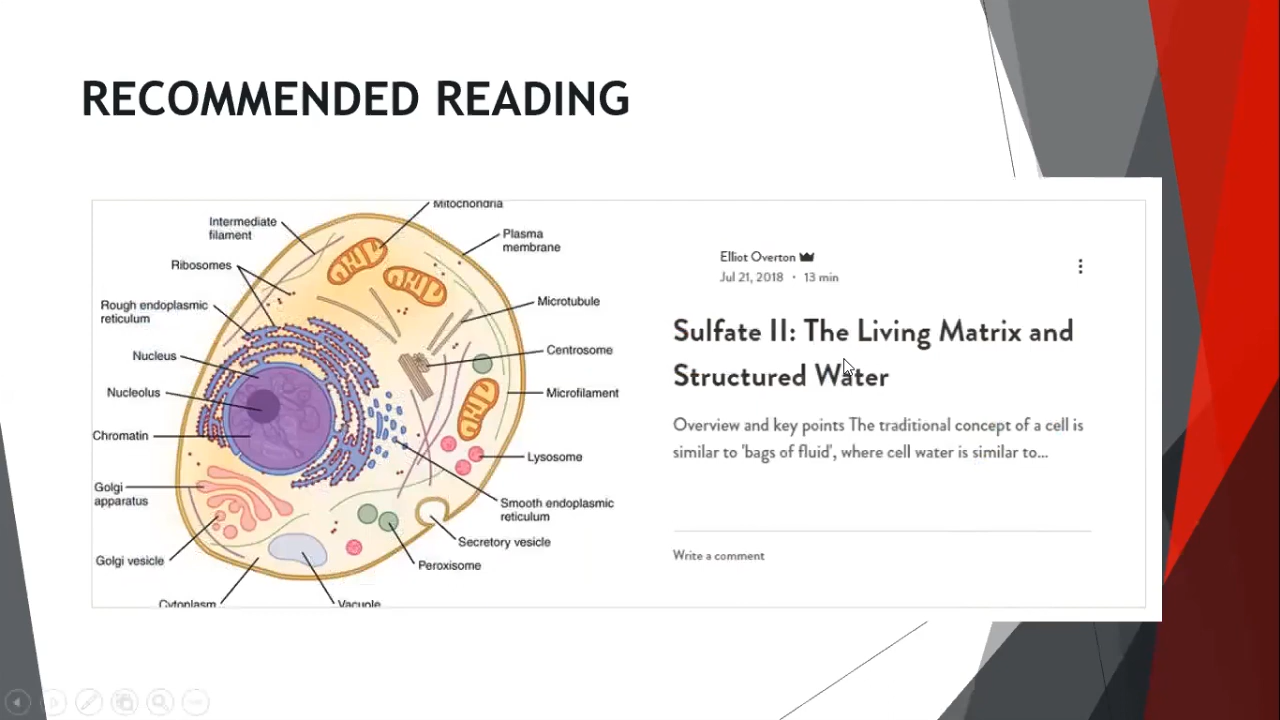 RECOMMENDED READING
Mitochondria
Intermediate
filament
Plasma
membrane
Ribosomes
Rough endoplasmic
reticulum
Microtubule
Nucleus
Centrosome
Nucleolus
Microfilament
Chromatin
Lysosome
Golgi
apparatus
Smooth endoplasmic
reticulum
Secretory vesicle
Golgi vesicle
Peroxisome
Cytoplasm
Vacuole
Elliot Overton
Jul 21, 2018 · 13 min
Sulfate II: The Living Matrix and
Structured Water
Overview and key points The traditional concept of a cell is
similar to 'bags of fluid', where cell water is similar to...
Write a comment